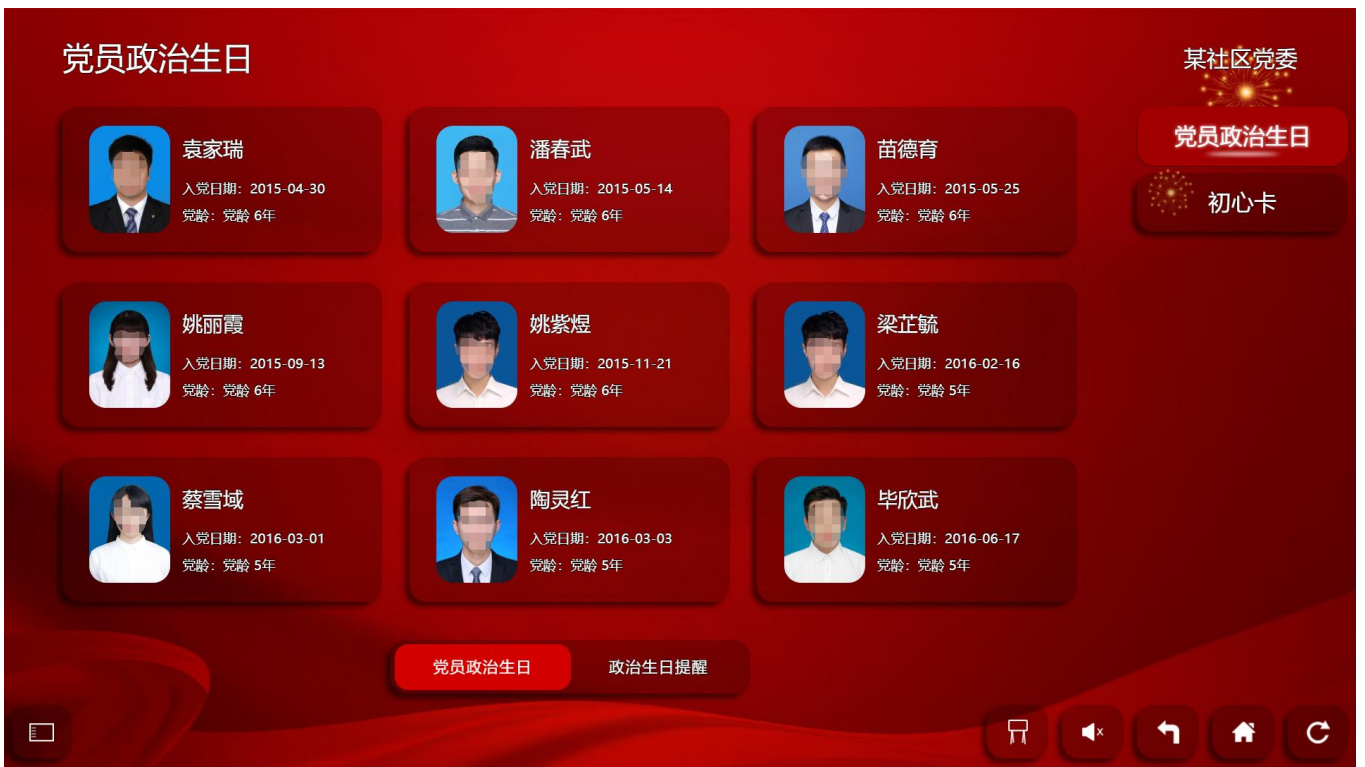 党员政治生日
某社区党委
党员政治生日
初心卡
袁家瑞
入党日期：2015-04-30
党龄：党龄 6年
潘春武
入党日期：2015-05-14
党龄：党龄 6年
苗德育
入党日期：2015-05-25
党龄：党龄 6年
姚丽霞
入党日期：2015-09-13
党龄：党龄 6年
姚紫煜
入党日期：2015-11-21
党龄：党龄 6年
梁芷毓
入党日期：2016-02-16
党龄：党龄 5年
蔡雪域
入党日期：2016-03-01
党龄：党龄 5年
陶灵红
入党日期：2016-03-03
党龄：党龄 5年
毕欣武
入党日期：2016-06-17
党龄：党龄 5年
党员政治生日
政治生日提醒